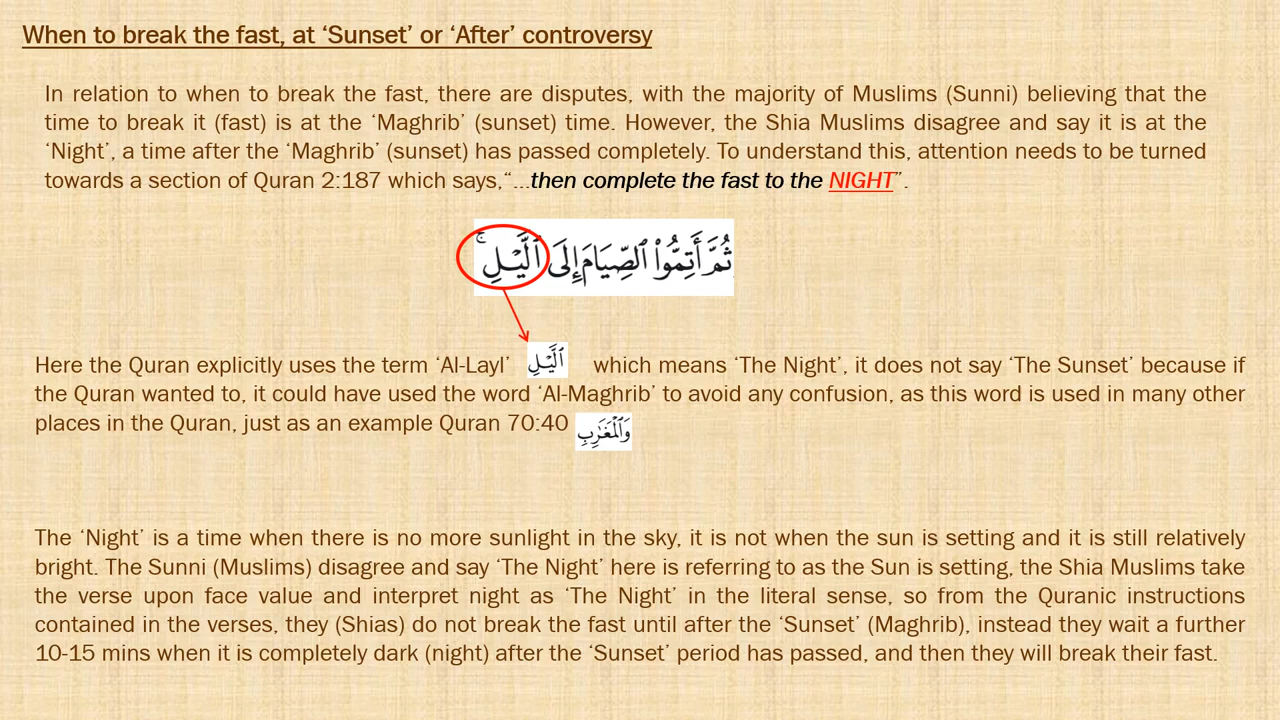 When to break the fast, at ‘Sunset’ or ‘After’ controversy
In relation to when to break the fast, there are disputes, with the majority of Muslims (Sunni) believing that the
time to break it (fast) is at the ‘Maghrib’ (sunset) time. However, the Shia Muslims disagree and say it is at the
‘Night’, a time after the ‘Maghrib’ (sunset) has passed completely. To understand this, attention needs to be turned
towards a section of Quran 2:187 which says,“...then complete the fast to the NIGHT”.
ثُمَّ أَتِمُّوا۟ ٱلصِّيَامَ إِلَى ٱلَّيْلِ ۚ
Here the Quran explicitly uses the term ‘Al-Layl’ ٱلَّيْلِ which means ‘The Night’, it does not say ‘The Sunset’ because if
the Quran wanted to, it could have used the word ‘Al-Maghrib’ to avoid any confusion, as this word is used in many other
places in the Quran, just as an example Quran 70:40 وَٱلْمَغَـٰرِبِ
The ‘Night’ is a time when there is no more sunlight in the sky, it is not when the sun is setting and it is still relatively
bright. The Sunni (Muslims) disagree and say ‘The Night’ here is referring to as the Sun is setting, the Shia Muslims take
the verse upon face value and interpret night as ‘The Night’ in the literal sense, so from the Quranic instructions
contained in the verses, they (Shias) do not break the fast until after the ‘Sunset’ (Maghrib), instead they wait a further
10-15 mins when it is completely dark (night) after the ‘Sunset’ period has passed, and then they will break their fast.